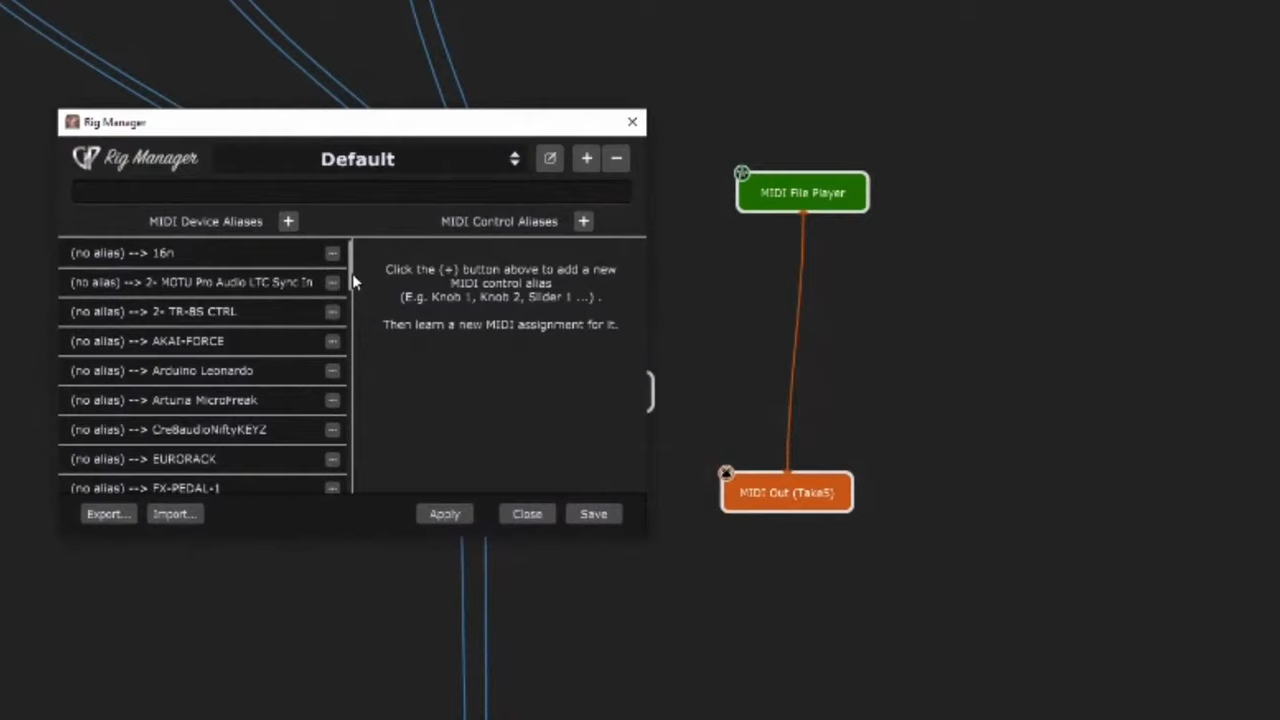 Rig Manager
Rig Manager
Default
MIDI Device Aliases
MIDI Control Aliases
(no alias) --> 16n
(no alias) --> 2- MOTU Pro Audio LTC Sync In
(no alias) --> 2- TR-8S CTRL
(no alias) --> AKAI-FORCE
(no alias) --> Arduino Leonardo
(no alias) --> Arturia MicroFreak
(no alias) --> Cre8audioNiftyKEYZ
(no alias) --> EURORACK
(no alias) --> FX-PEDAL-1
Click the (+) button above to add a new
MIDI control alias
(E.g. Knob 1, Knob 2, Slider 1 ...) .
Then learn a new MIDI assignment for it.
Export...
Import...
Apply
Close
Save
MIDI File Player
MIDI Out (Take5)